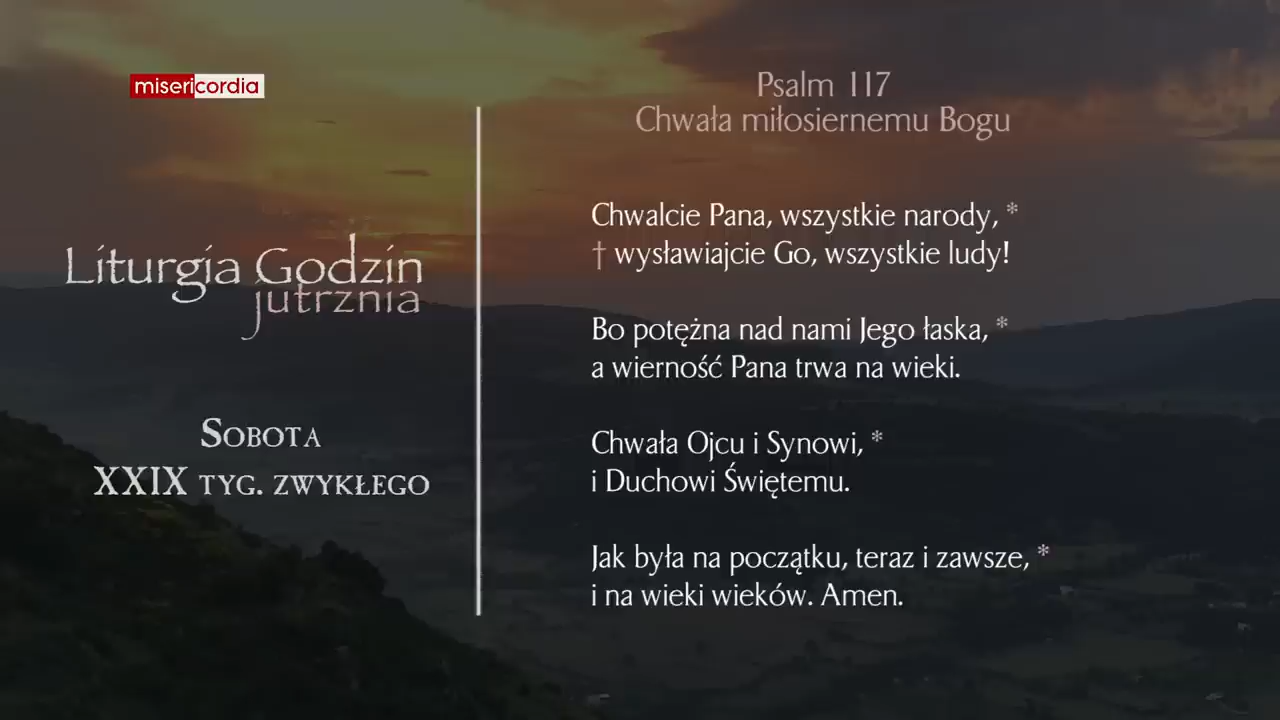 misericordia
Liturgia Godzin
jutrznia
Sobota
XXIX tyg. zwykłego
Psalm 117
Chwała miłosiernemu Bogu
Chwalcie Pana, wszystkie narody, *
† wysławiajcie Go, wszystkie ludy!
Bo potężna nad nami Jego łaska, *
a wierność Pana trwa na wieki.
Chwała Ojcu i Synowi, *
i Duchowi Świętemu.
Jak była na początku, teraz i zawsze, *
i na wieki wieków. Amen.